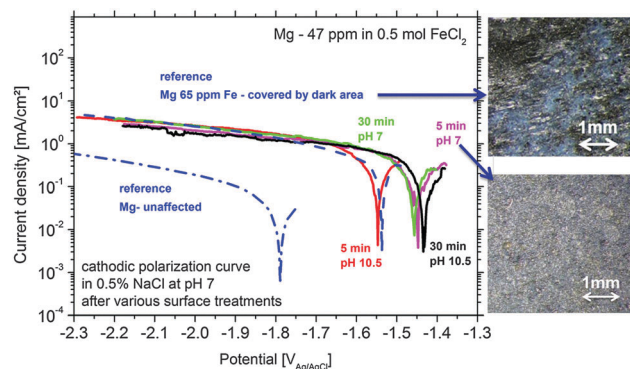 Mg - 47 ppm in 0.5 mol FeCl₂
reference
Mg 65 ppm Fe - covered by dark area
30 min
pH 7
5 min
pH 7
reference
Mg- unaffected
5 min
pH 10.5
30 min
pH 10.5
cathodic polarization curve
in 0.5% NaCl at pH 7
after various surface treatments
Current density [mA/cm²]
10²
10¹
10⁰
10⁻¹
10⁻²
10⁻³
10⁻⁴
-2.3 -2.2 -2.1 -2.0 -1.9 -1.8 -1.7 -1.6 -1.5 -1.4 -1.3
Potential [V_Ag/AgCl]
1mm
1mm